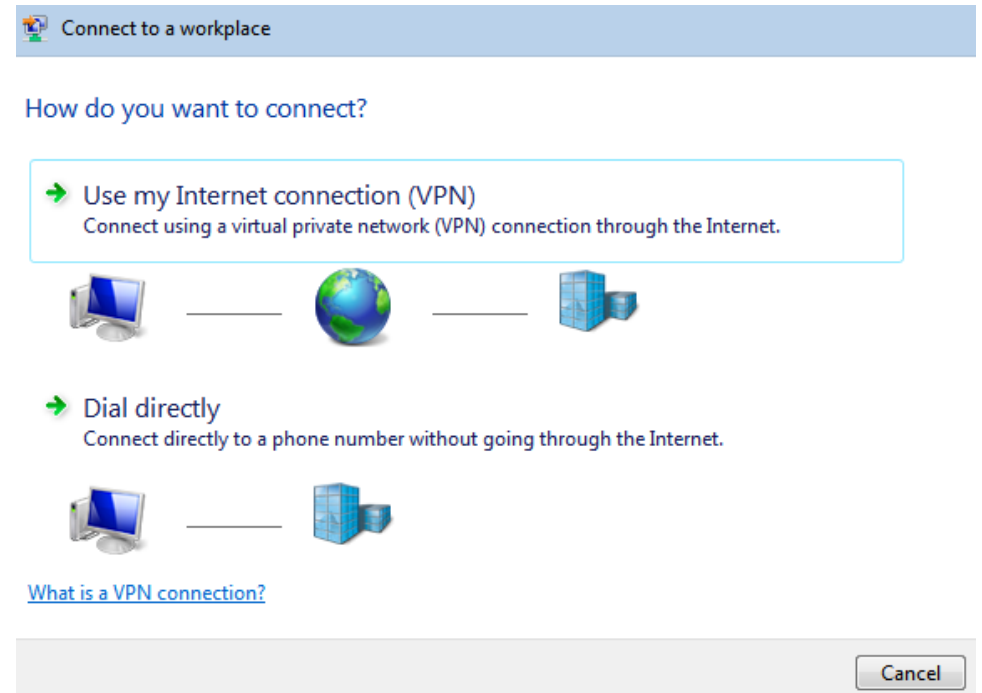 Connect to a workplace
How do you want to connect?
Use my Internet connection (VPN)
Connect using a virtual private network (VPN) connection through the Internet.
Dial directly
Connect directly to a phone number without going through the Internet.
What is a VPN connection?
Cancel